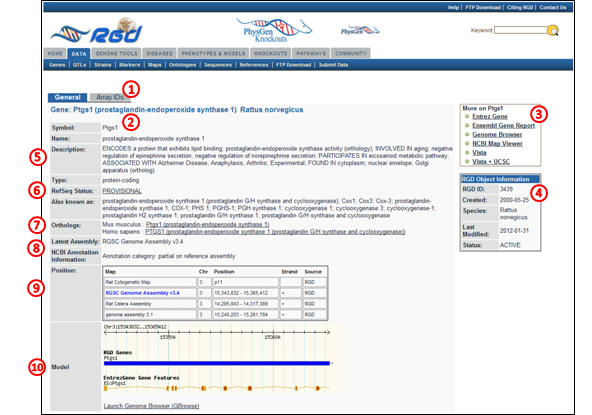 Help | FTP Download | Citing RGD | Contact Us
RGD
PhysGen Knockouts
PhysGen
Keyword
HOME DATA GENOME TOOLS DISEASES PHENOTYPES & MODELS KNOCKOUTS PATHWAYS COMMUNITY
Genes | QTLs | Strains | Markers | Maps | Ontologies | Sequences | References | FTP Download | Submit Data
1
General Array IDs
Gene: Ptgs1 (prostaglandin-endoperoxide synthase 1) Rattus norvegicus
2
Symbol: Ptgs1
Name: prostaglandin-endoperoxide synthase 1
5
Description: ENCODES a protein that exhibits lipid binding; prostaglandin-endoperoxide synthase activity (ortholog); INVOLVED IN aging; negative
regulation of epinephrine secretion; negative regulation of norepinephrine secretion; PARTICIPATES IN eicosanoid metabolic pathway;
ASSOCIATED WITH Alzheimer Disease; Anaphylaxis; Arthritis, Experimental; FOUND IN cytoplasm; nuclear envelope; Golgi
apparatus (ortholog)
Type: protein-coding
6
RefSeq Status: PROVISIONAL
Also known as: prostaglandin-endoperoxide synthase 1 (prostaglandin G/H synthase and cyclooxygenase); Cox1; Cox3; Cox-3; prostaglandin-
endoperoxide synthase 1; COX-1; PHS 1; PGHS-1; PGH synthase 1; cyclooxygenase 1; cyclooxygenase 3; cyclooxygenase-1;
prostaglandin H2 synthase 1; prostaglandin G/H synthase 1; prostaglandin G/H synthase and cyclooxygenase
7
Orthologs: Mus musculus : Ptgs1 (prostaglandin-endoperoxide synthase 1)
Homo sapiens : PTGS1 (prostaglandin-endoperoxide synthase 1 (prostaglandin G/H synthase and cyclooxygenase))
Latest Assembly: RGSC Genome Assembly v3.4
8
NCBI Annotation Information: Annotation category: partial on reference assembly
9
Position:
Map Chr Position Strand Source
Rat Cytogenetic Map 3 p11 RGD
RGSC Genome Assembly v3.4 3 15,343,832 - 15,365,412 + RGD
Rat Celera Assembly 3 14,295,843 - 14,317,389 + RGD
genome assembly 3.1 3 15,240,203 - 15,261,784 + RGD
10
Model
Chr3:15343832..15365412
15350k 15360k
RGD Genes
Ptgs1
EntrezGene Gene Features
EG:Ptgs1
Launch Genome Browser (GBrowse)
More on Ptgs1
3
Entrez Gene
Ensembl Gene Report
Genome Browser
NCBI Map Viewer
Vista
Vista + UCSC
RGD Object Information
4
RGD ID: 3439
Created: 2000-05-25
Species: Rattus norvegicus
Last Modified: 2012-01-31
Status: ACTIVE